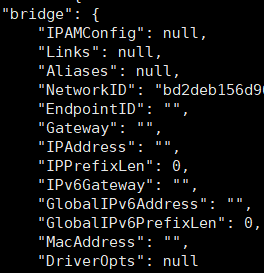 "bridge": {
"IPAMConfig": null,
"Links": null,
"Aliases": null,
"NetworkID": "bd2deb156d9
"EndpointID": "",
"Gateway": "",
"IPAddress": "",
"IPPrefixLen": 0,
"IPv6Gateway": "",
"GlobalIPv6Address": "",
"GlobalIPv6PrefixLen": 0,
"MacAddress": "",
"DriverOpts": null